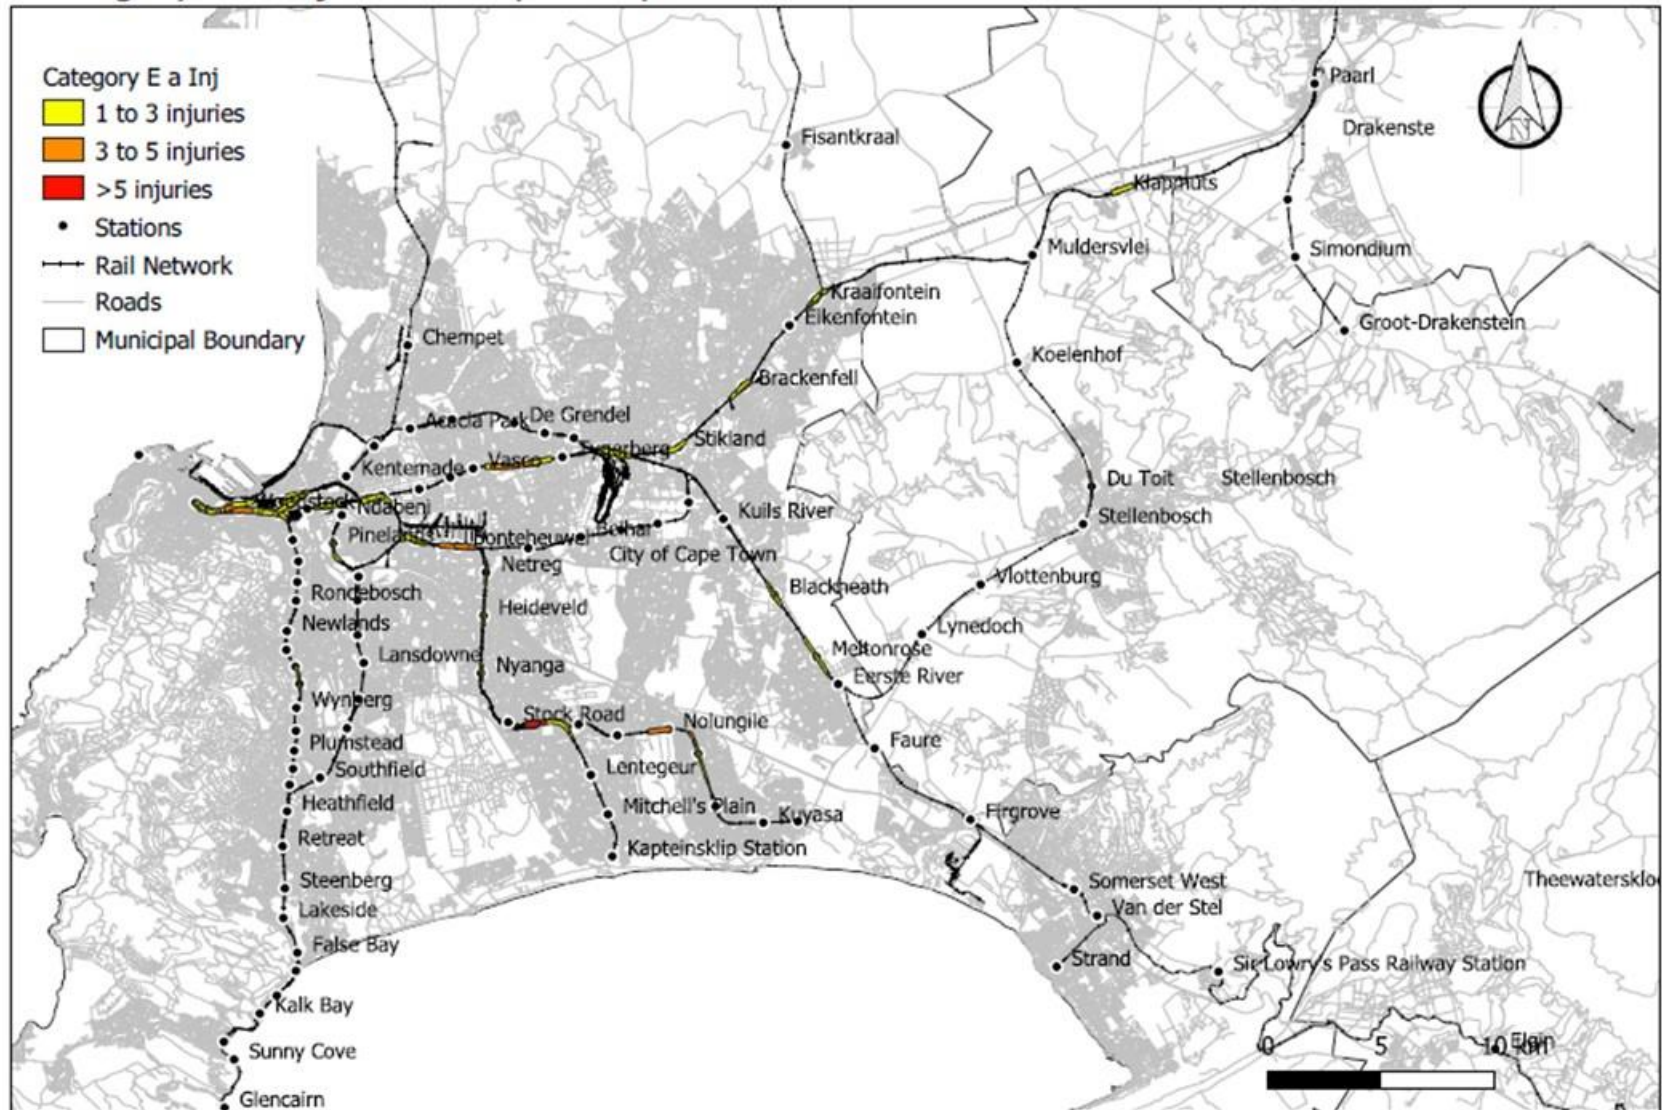 Category E a Inj
1 to 3 injuries
3 to 5 injuries
>5 injuries
Stations
Rail Network
Roads
Municipal Boundary
Paarl
Drakenste
N
Fisantkraal
Klapmuts
Muldersvlei
Simondium
Kraaifontein
Eikenfontein
Groot-Drakenstein
Chempet
Koelenhof
Brackenfell
Acacia Park
De Grendel
Stikland
Kentemade
Vasco
Du Toit
Stellenbosch
Ndabeni
Kuils River
Stellenbosch
Pinelands
Bonteheuwel
Belhar
City of Cape Town
Netreg
Vlottenburg
Blackheath
Rondebosch
Heideveld
Newlands
Lynedoch
Lansdowne
Nyanga
Meltonrose
Eerste River
Wynberg
Stock Road
Nolungile
Plumstead
Faure
Southfield
Lentegeur
Heathfield
Mitchell's Plain
Kuyasa
Firgrove
Retreat
Kapteinsklip Station
Steenberg
Somerset West
Theewaterskloo
Lakeside
Van der Stel
False Bay
Strand
Sir Lowry's Pass Railway Station
Kalk Bay
Sunny Cove
0 5 10 km
Elgin
Glencairn